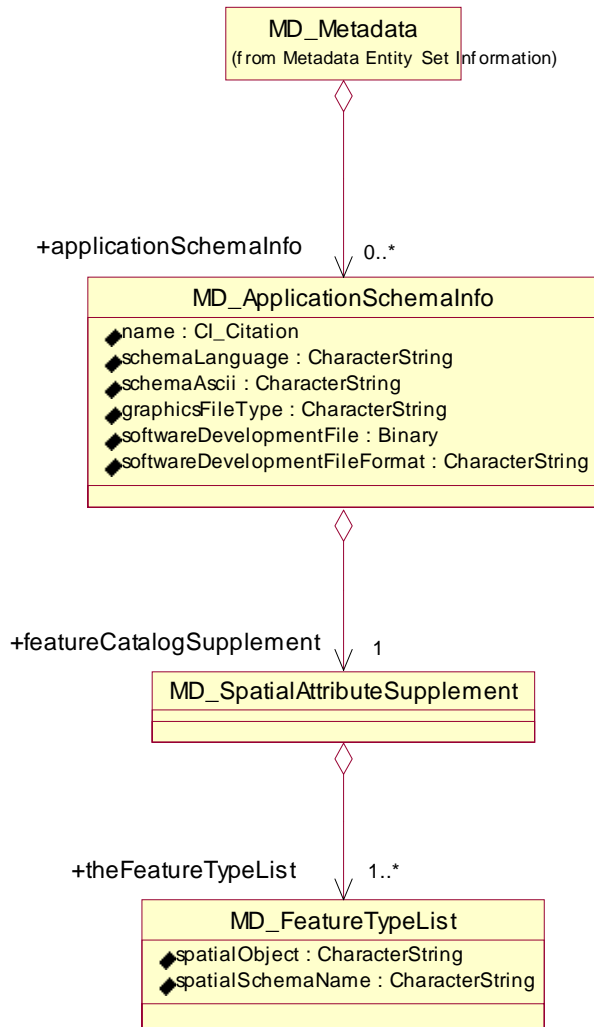 MD_Metadata
(from Metadata Entity Set Information)
+applicationSchemaInfo
0..*
MD_ApplicationSchemaInfo
name : CI_Citation
schemaLanguage : CharacterString
schemaAscii : CharacterString
graphicsFileType : CharacterString
softwareDevelopmentFile : Binary
softwareDevelopmentFileFormat : CharacterString
+featureCatalogSupplement
1
MD_SpatialAttributeSupplement
+theFeatureTypeList
1..*
MD_FeatureTypeList
spatialObject : CharacterString
spatialSchemaName : CharacterString